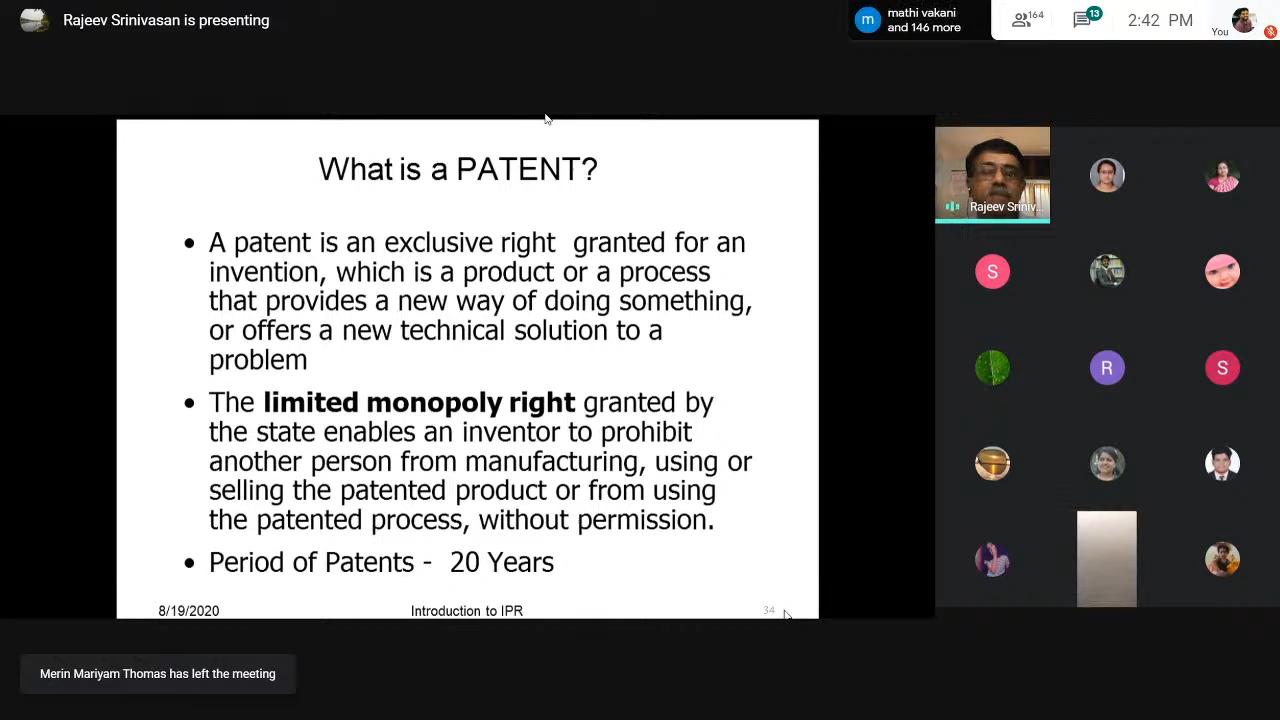 Rajeev Srinivasan is presenting
m
mathi vakani
and 146 more
164
13
2:42 PM
You
What is a PATENT?
• A patent is an exclusive right granted for an
invention, which is a product or a process
that provides a new way of doing something,
or offers a new technical solution to a
problem
• The limited monopoly right granted by
the state enables an inventor to prohibit
another person from manufacturing, using or
selling the patented product or from using
the patented process, without permission.
• Period of Patents - 20 Years
8/19/2020
Introduction to IPR
34
Rajeev Sriniv...
S
R
S
Merin Mariyam Thomas has left the meeting